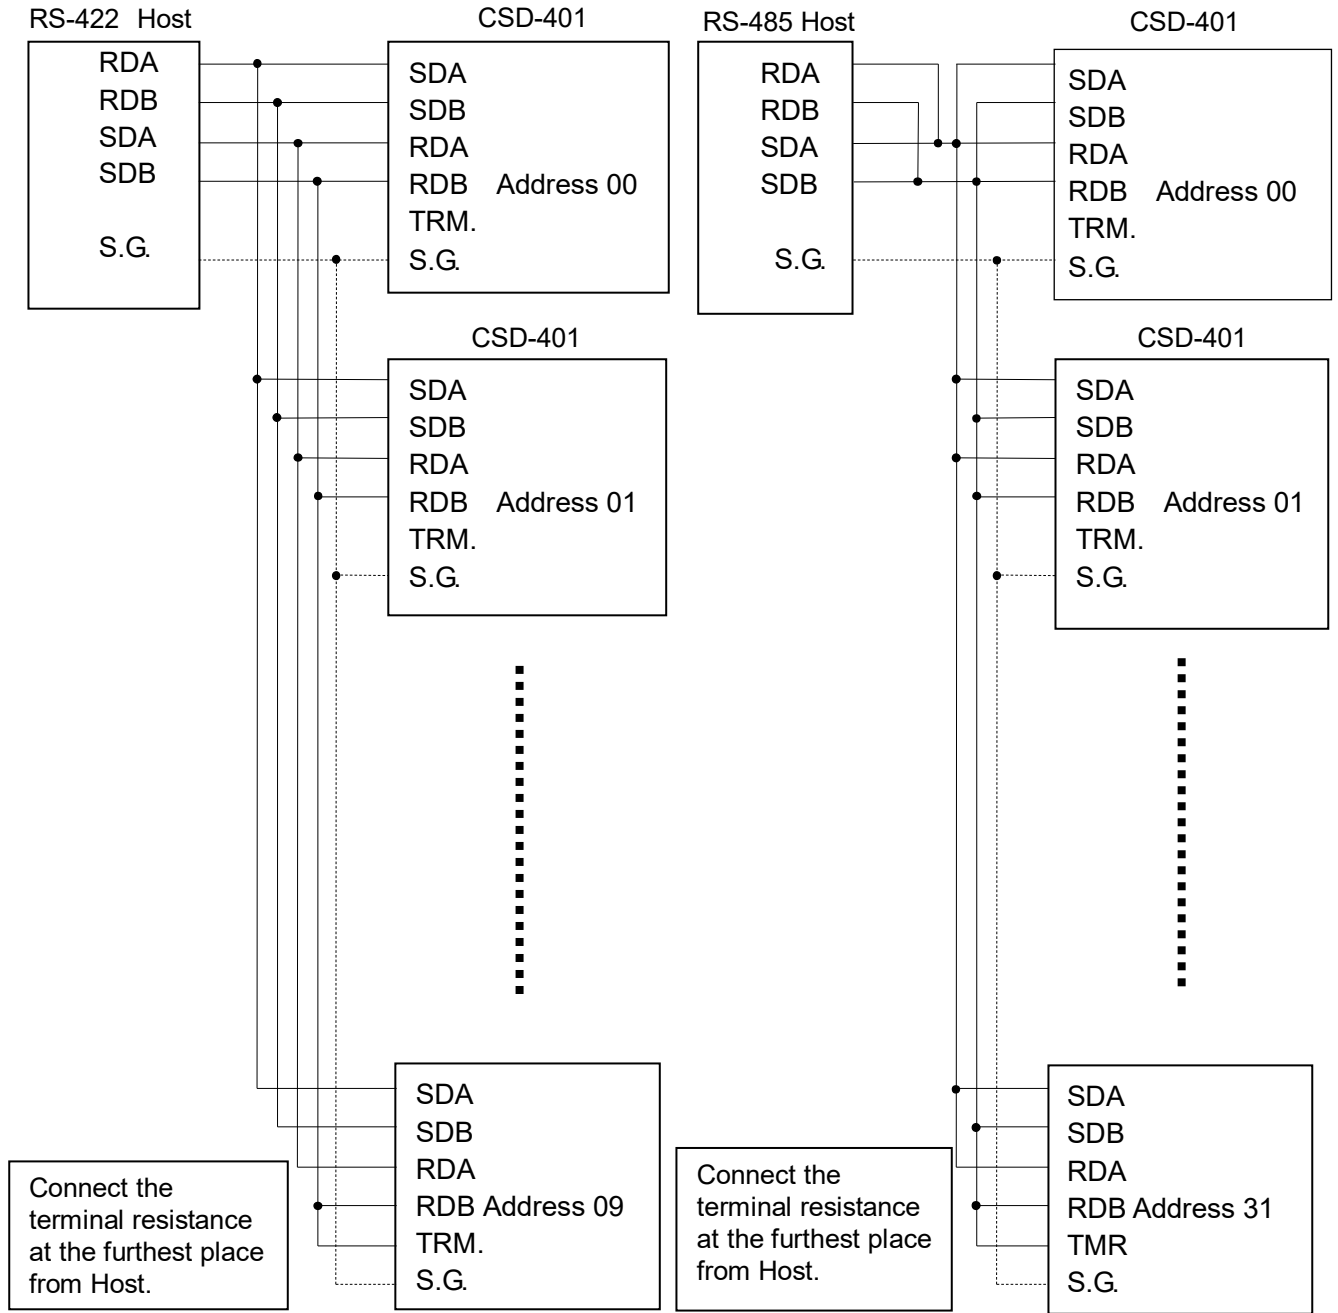 RS-422 Host
RDA
RDB
SDA
SDB
S.G.
CSD-401
SDA
SDB
RDA
RDB Address 00
TRM.
S.G.
CSD-401
SDA
SDB
RDA
RDB Address 01
TRM.
S.G.
SDA
SDB
RDA
RDB Address 09
TRM.
S.G.
Connect the
terminal resistance
at the furthest place
from Host.
RS-485 Host
RDA
RDB
SDA
SDB
S.G.
CSD-401
SDA
SDB
RDA
RDB Address 00
TRM.
S.G.
CSD-401
SDA
SDB
RDA
RDB Address 01
TRM.
S.G.
SDA
SDB
RDA
RDB Address 31
TMR
S.G.
Connect the
terminal resistance
at the furthest place
from Host.